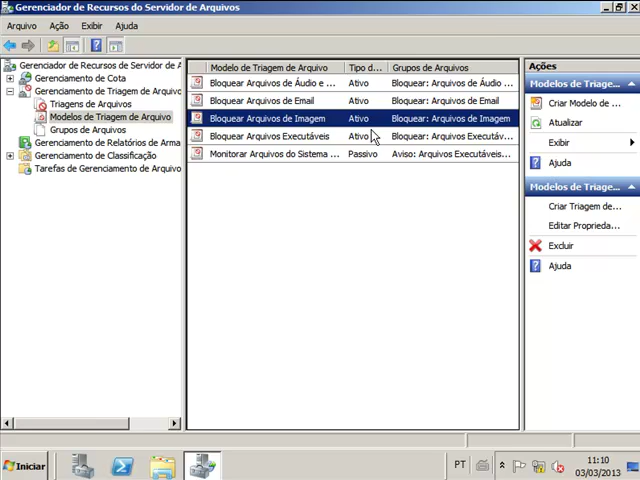 Gerenciador de Recursos do Servidor de Arquivos
Arquivo Ação Exibir Ajuda
Gerenciador de Recursos do Servidor de A
Gerenciamento de Cota
Gerenciamento de Triagem de Arquivo
Triagens de Arquivos
Modelos de Triagem de Arquivo
Grupos de Arquivos
Gerenciamento de Relatórios de Arma
Gerenciamento de Classificação
Tarefas de Gerenciamento de Arquivo
Modelo de Triagem de Arquivo Tipo d... Grupos de Arquivos
Bloquear Arquivos de Áudio e ... Ativo Bloquear: Arquivos de Áudio ...
Bloquear Arquivos de Email Ativo Bloquear: Arquivos de Email
Bloquear Arquivos de Imagem Ativo Bloquear: Arquivos de Imagem
Bloquear Arquivos Executáveis Ativo Bloquear: Arquivos Executáv...
Monitorar Arquivos do Sistema ... Passivo Aviso: Arquivos Executáveis...
Ações
Modelos de Triage...
Criar Modelo de ...
Atualizar
Exibir
Ajuda
Modelos de Triage...
Criar Triagem de...
Editar Proprieda...
Excluir
Ajuda
Iniciar
PT
11:10
03/03/2013